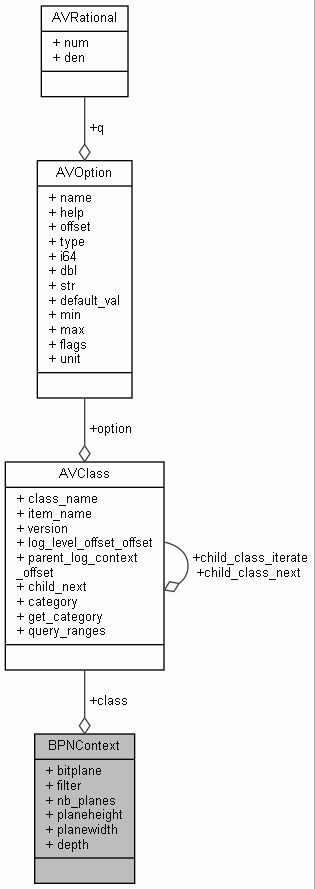 AVRational
+ num
+ den
+q
AVOption
+ name
+ help
+ offset
+ type
+ i64
+ dbl
+ str
+ default_val
+ min
+ max
+ flags
+ unit
+option
AVClass
+ class_name
+ item_name
+ version
+ log_level_offset_offset
+ parent_log_context
_offset
+ child_next
+ category
+ get_category
+ query_ranges
+child_class_iterate
+child_class_next
+class
BPNContext
+ bitplane
+ filter
+ nb_planes
+ planeheight
+ planewidth
+ depth